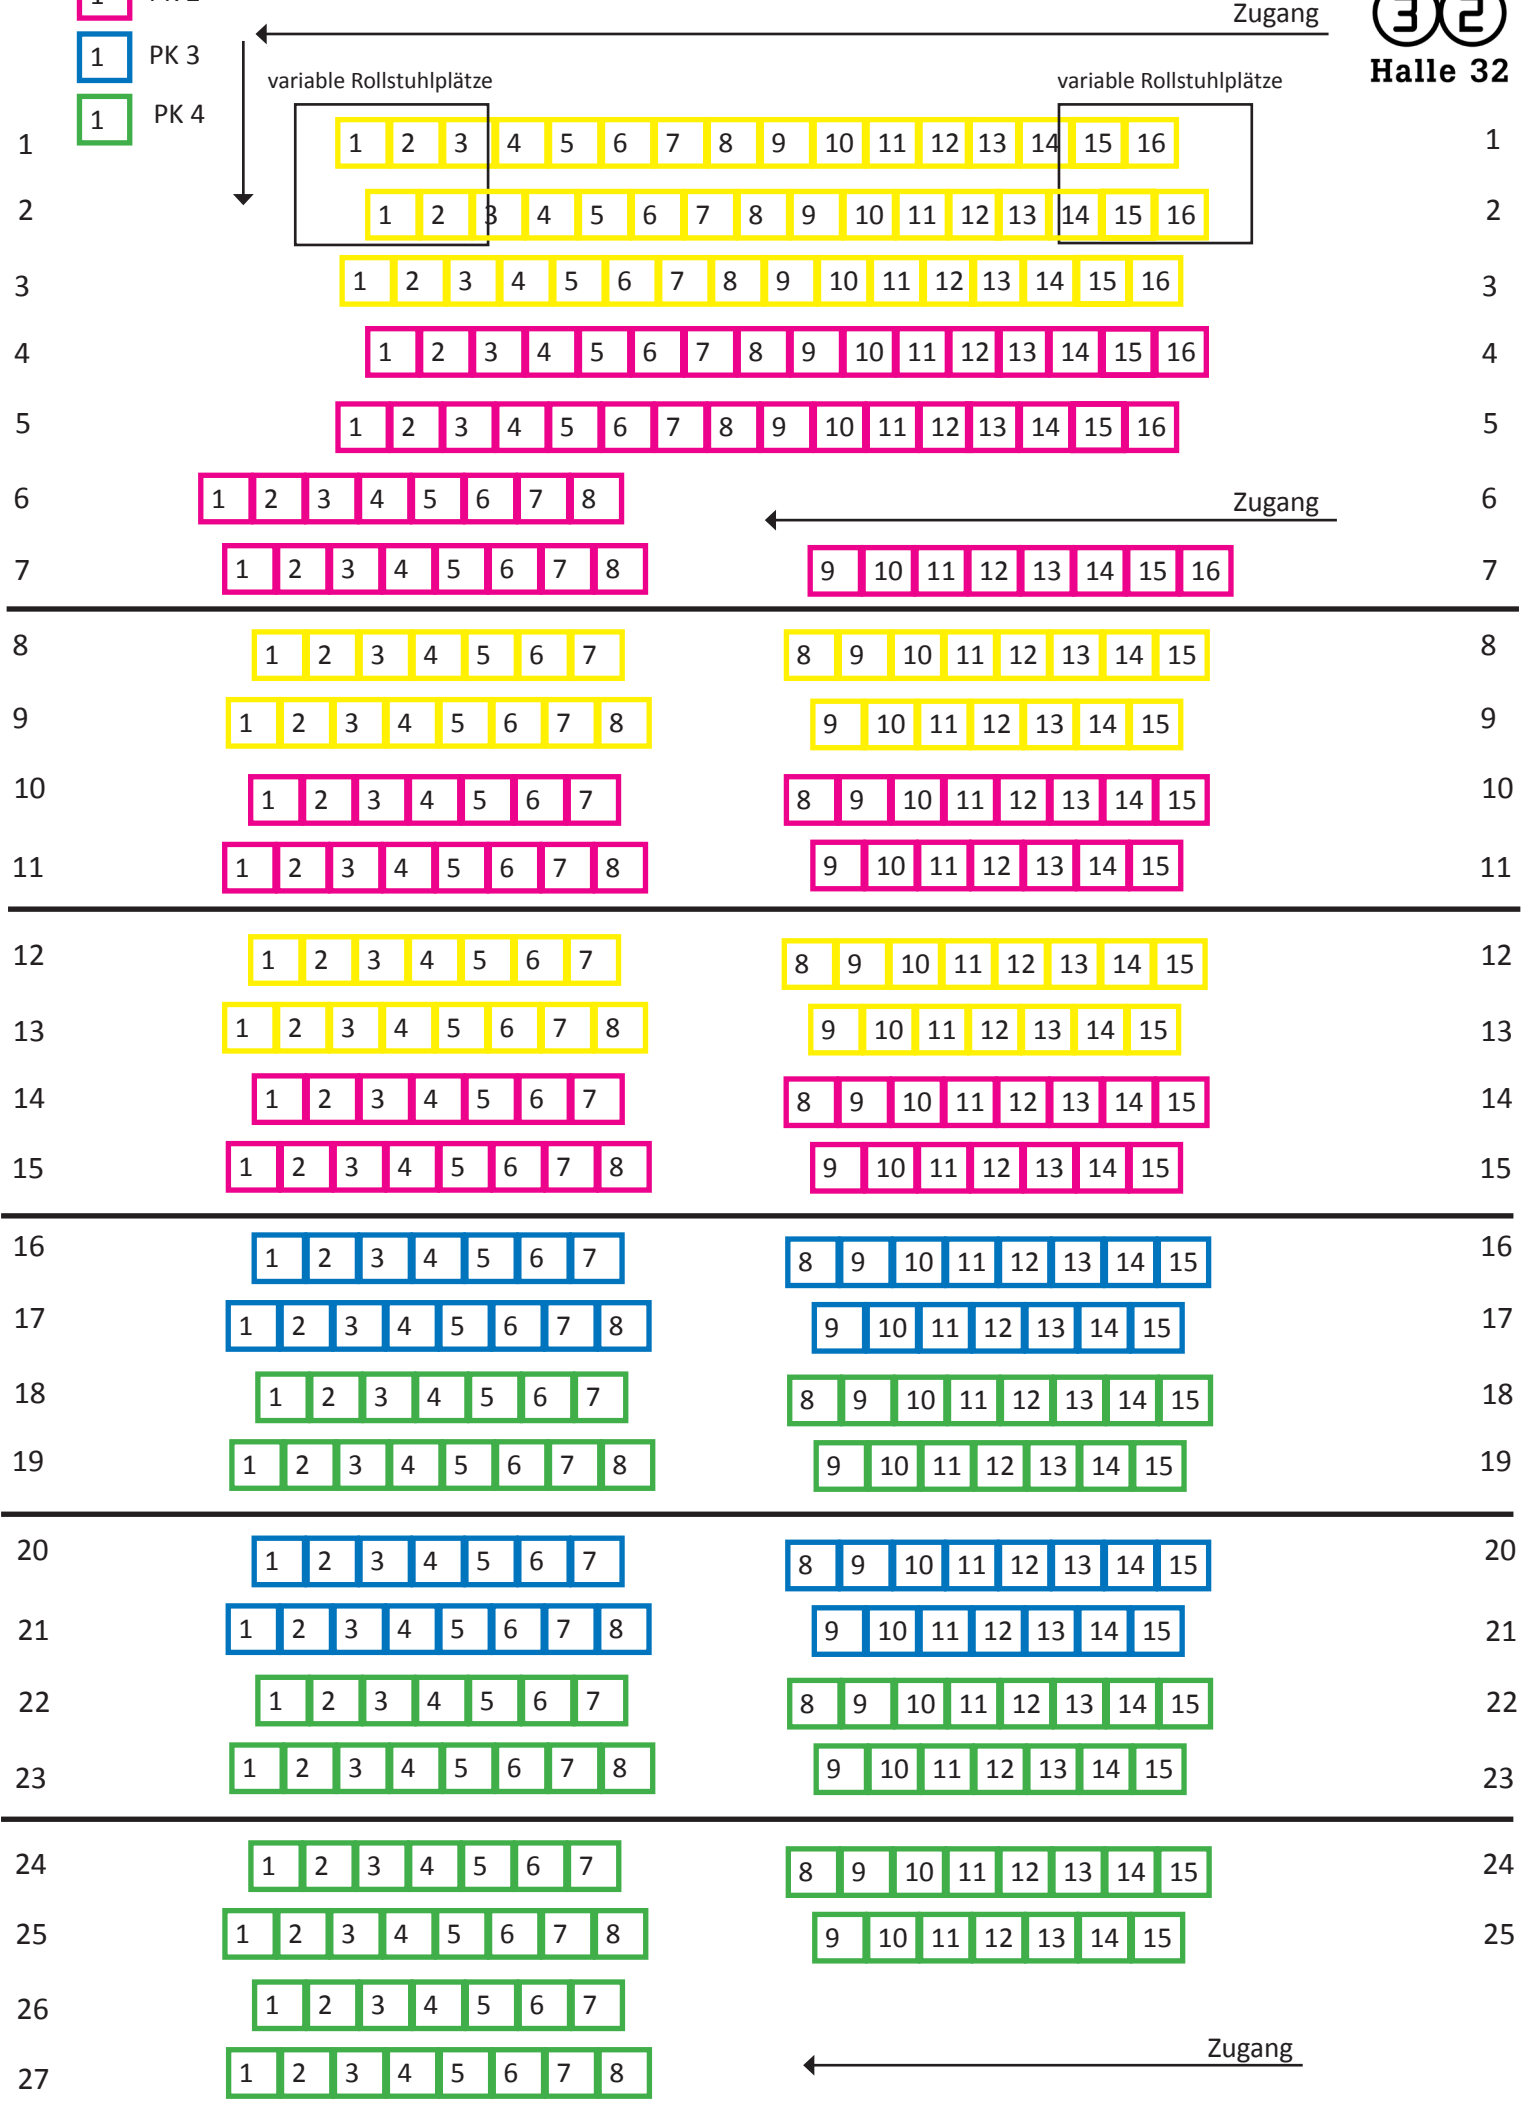 Zugang
1 PK 3
32
Halle 32
variable Rollstuhlplätze variable Rollstuhlplätze
1 PK 4
1 1 2 3 4 5 6 7 8 9 10 11 12 13 14 15 16 1
2 1 2 3 4 5 6 7 8 9 10 11 12 13 14 15 16 2
3 1 2 3 4 5 6 7 8 9 10 11 12 13 14 15 16 3
4 1 2 3 4 5 6 7 8 9 10 11 12 13 14 15 16 4
5 1 2 3 4 5 6 7 8 9 10 11 12 13 14 15 16 5
6 1 2 3 4 5 6 7 8 Zugang 6
7 1 2 3 4 5 6 7 8 9 10 11 12 13 14 15 16 7
8 1 2 3 4 5 6 7 8 9 10 11 12 13 14 15 8
9 1 2 3 4 5 6 7 8 9 10 11 12 13 14 15 9
10 1 2 3 4 5 6 7 8 9 10 11 12 13 14 15 10
11 1 2 3 4 5 6 7 8 9 10 11 12 13 14 15 11
12 1 2 3 4 5 6 7 8 9 10 11 12 13 14 15 12
13 1 2 3 4 5 6 7 8 9 10 11 12 13 14 15 13
14 1 2 3 4 5 6 7 8 9 10 11 12 13 14 15 14
15 1 2 3 4 5 6 7 8 9 10 11 12 13 14 15 15
16 1 2 3 4 5 6 7 8 9 10 11 12 13 14 15 16
17 1 2 3 4 5 6 7 8 9 10 11 12 13 14 15 17
18 1 2 3 4 5 6 7 8 9 10 11 12 13 14 15 18
19 1 2 3 4 5 6 7 8 9 10 11 12 13 14 15 19
20 1 2 3 4 5 6 7 8 9 10 11 12 13 14 15 20
21 1 2 3 4 5 6 7 8 9 10 11 12 13 14 15 21
22 1 2 3 4 5 6 7 8 9 10 11 12 13 14 15 22
23 1 2 3 4 5 6 7 8 9 10 11 12 13 14 15 23
24 1 2 3 4 5 6 7 8 9 10 11 12 13 14 15 24
25 1 2 3 4 5 6 7 8 9 10 11 12 13 14 15 25
26 1 2 3 4 5 6 7
Zugang
27 1 2 3 4 5 6 7 8